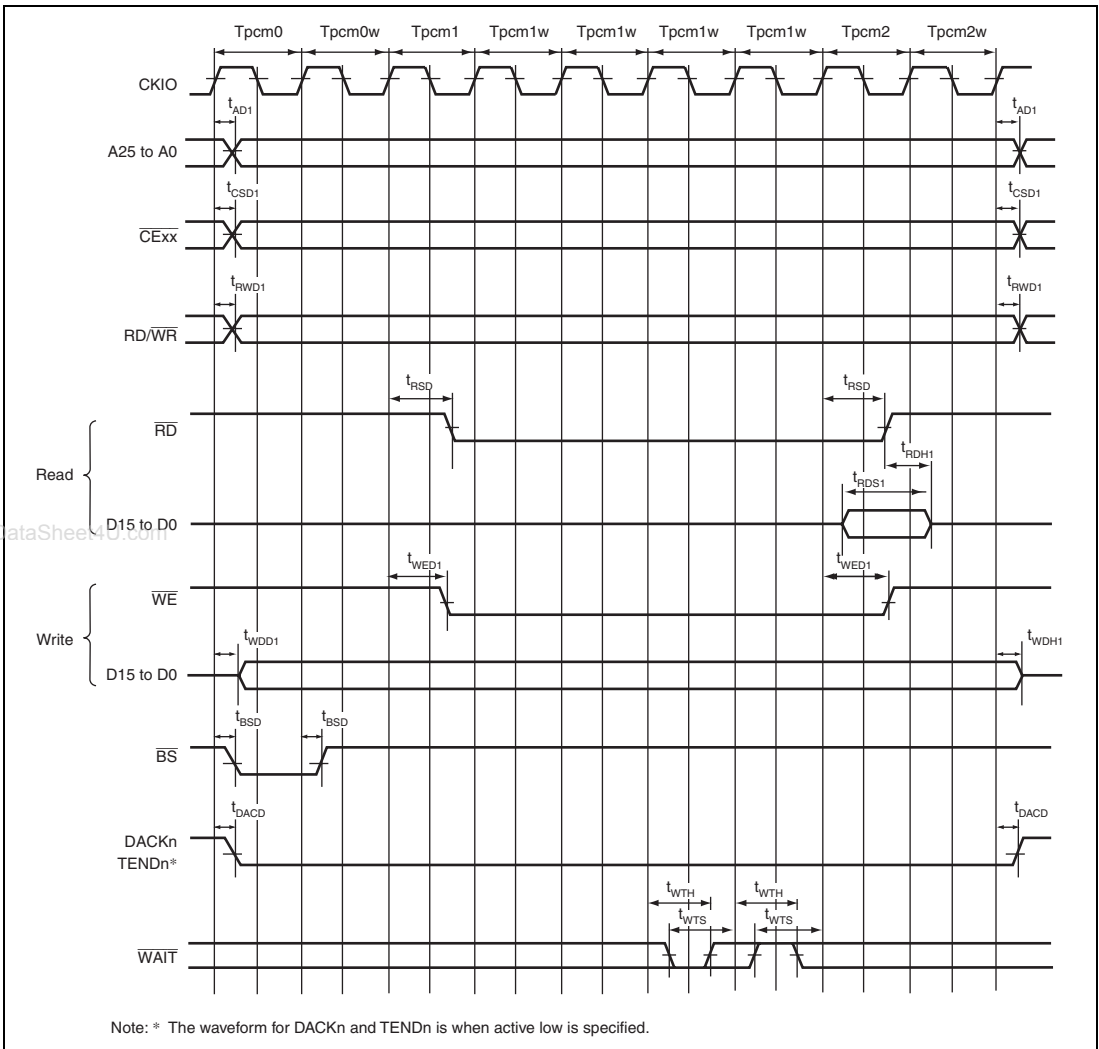 Tpcm0 Tpcm0w Tpcm1 Tpcm1w Tpcm1w Tpcm1w Tpcm1w Tpcm2 Tpcm2w
CKIO
tAD1 tAD1
A25 to A0
tCSD1 tCSD1
CExx
tRWD1 tRWD1
RD/WR
tRSD tRSD
RD
tRDH1
Read
tRDS1
D15 to D0
DataSheet4U.com
tWED1 tWED1
WE
Write
tWDD1 tWDH1
D15 to D0
tBSD tBSD
BS
tDACD tDACD
DACKn
TENDn*
tWTH tWTH
tWTS tWTS
WAIT
Note: * The waveform for DACKn and TENDn is when active low is specified.